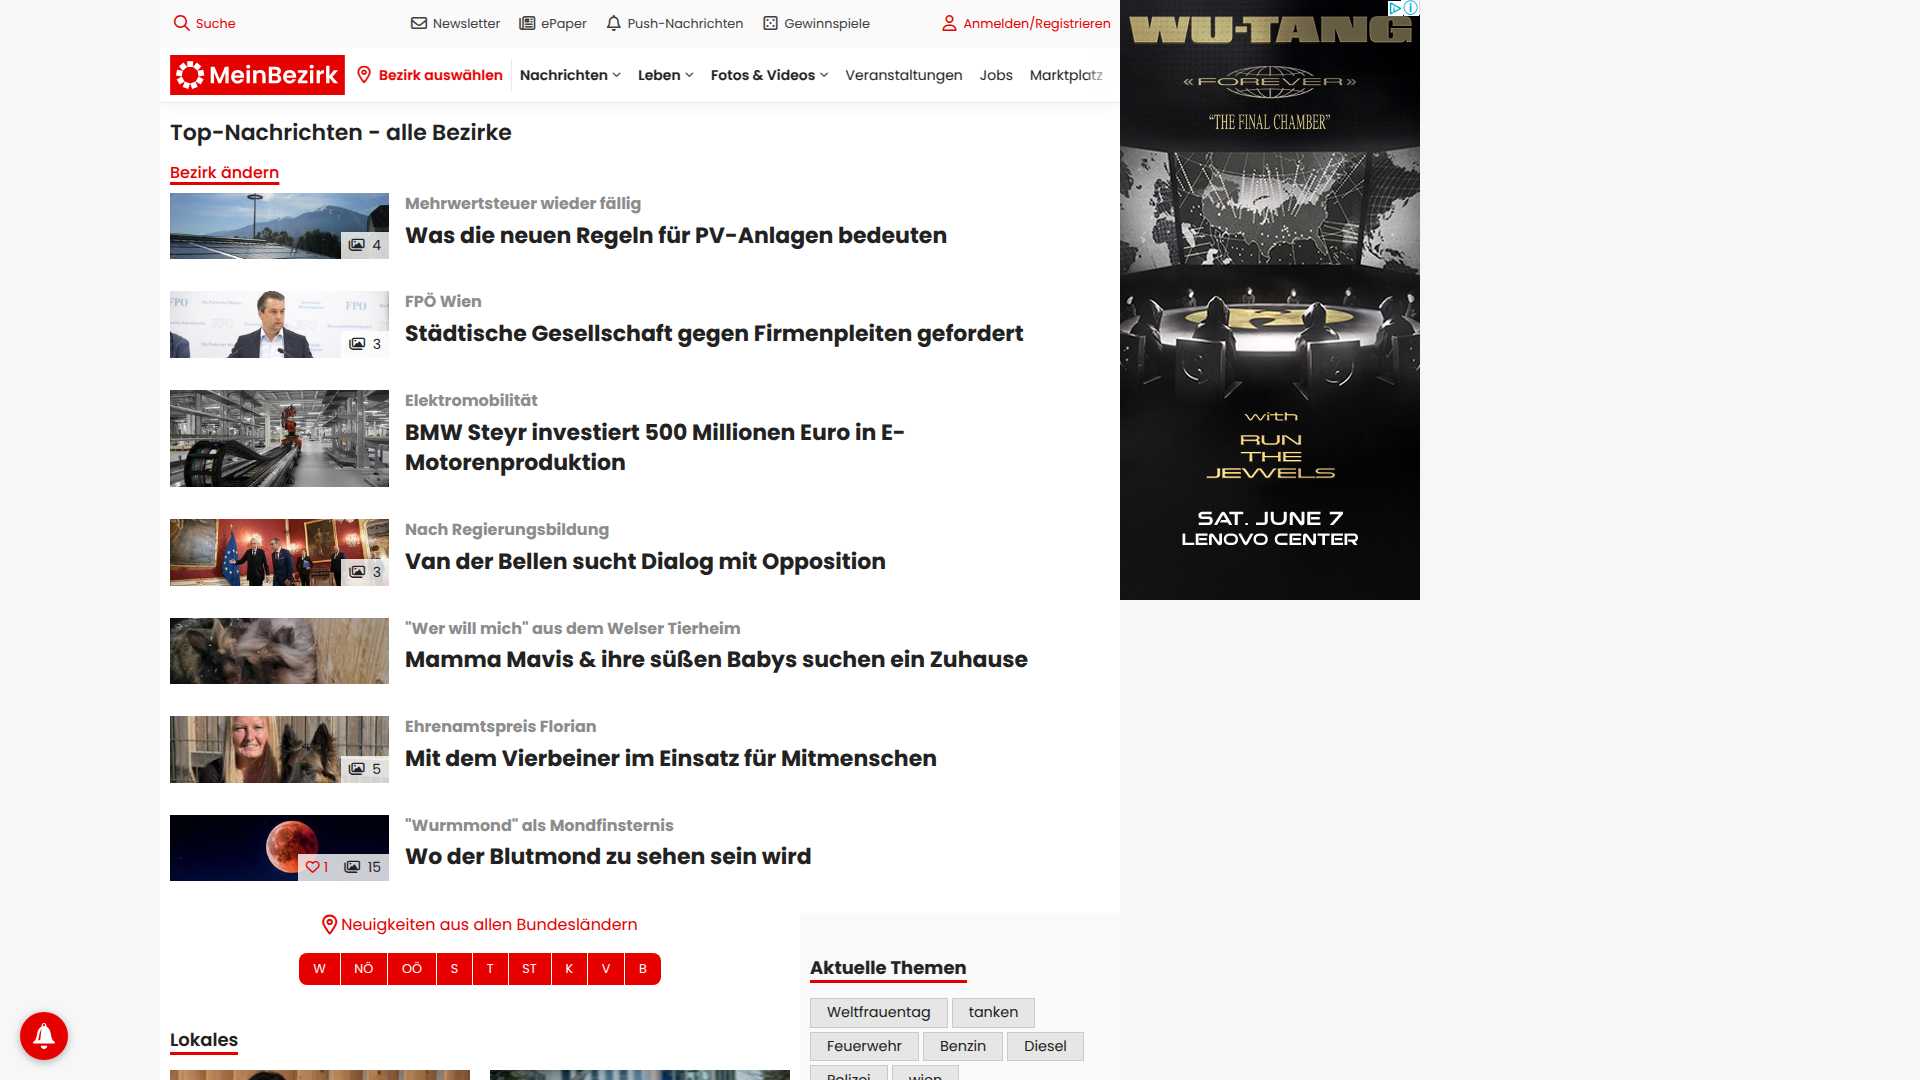 Suche
Newsletter
ePaper
Push-Nachrichten
Gewinnspiele
Anmelden/Registrieren
MeinBezirk
Bezirk auswählen
Nachrichten
Leben
Fotos & Videos
Veranstaltungen
Jobs
Marktplatz
Top-Nachrichten - alle Bezirke
Bezirk ändern
4
Mehrwertsteuer wieder fällig
Was die neuen Regeln für PV-Anlagen bedeuten
FPÖ
3
FPÖ Wien
Städtische Gesellschaft gegen Firmenpleiten gefordert
Elektromobilität
BMW Steyr investiert 500 Millionen Euro in E-
Motorenproduktion
3
Nach Regierungsbildung
Van der Bellen sucht Dialog mit Opposition
"Wer will mich" aus dem Welser Tierheim
Mamma Mavis & ihre süßen Babys suchen ein Zuhause
5
Ehrenamtspreis Florian
Mit dem Vierbeiner im Einsatz für Mitmenschen
1 15
"Wurmmond" als Mondfinsternis
Wo der Blutmond zu sehen sein wird
Neuigkeiten aus allen Bundesländern
W NÖ OÖ S T ST K V B
Lokales
Aktuelle Themen
Weltfrauentag
tanken
Feuerwehr
Benzin
Diesel
Polizei
wien
WU-TANG
«FOREVER»
“THE FINAL CHAMBER”
with
RUN
THE
JEWELS
SAT. JUNE 7
LENOVO CENTER